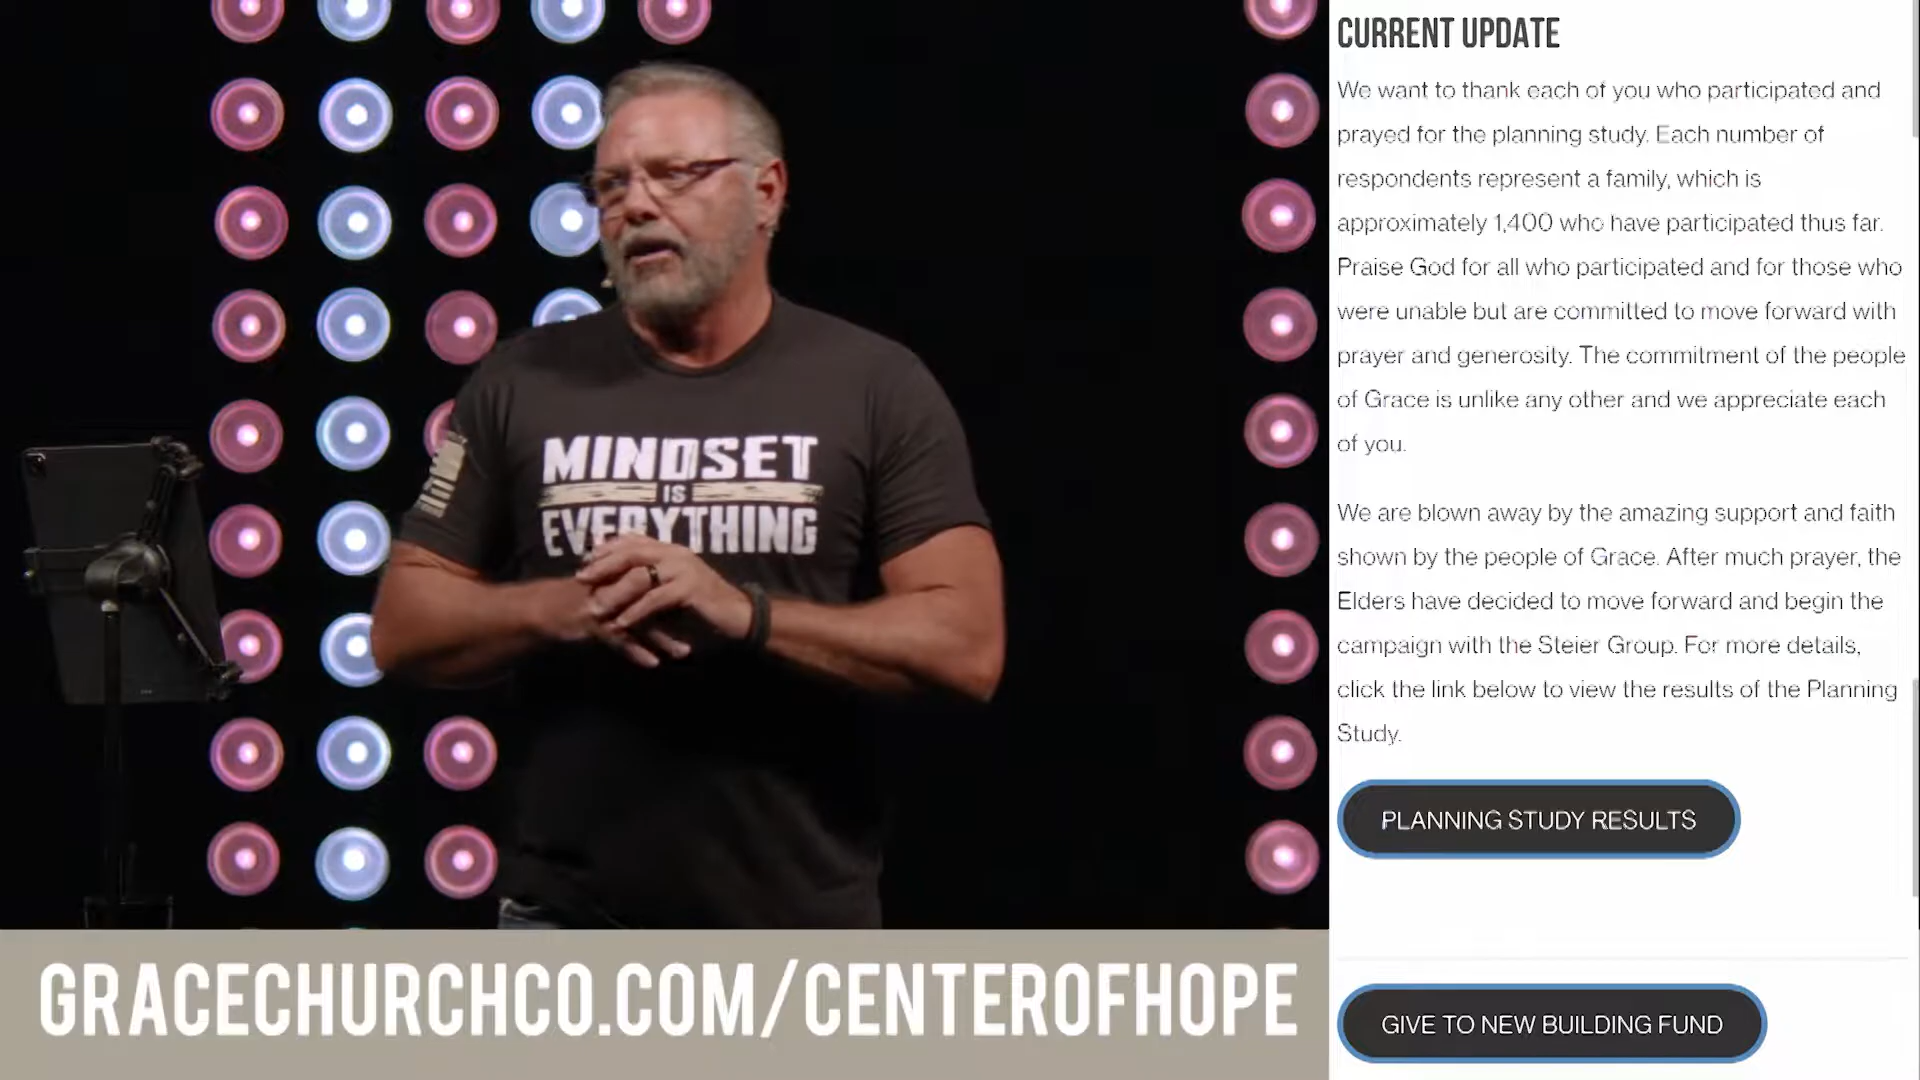 MINDSET
IS
EVERYTHING
GRACECHURCHCO.COM/CENTEROFHOPE
CURRENT UPDATE
We want to thank each of you who participated and
prayed for the planning study. Each number of
respondents represent a family, which is
approximately 1,400 who have participated thus far.
Praise God for all who participated and for those who
were unable but are committed to move forward with
prayer and generosity. The commitment of the people
of Grace is unlike any other and we appreciate each
of you.
We are blown away by the amazing support and faith
shown by the people of Grace. After much prayer, the
Elders have decided to move forward and begin the
campaign with the Steier Group. For more details,
click the link below to view the results of the Planning
Study.
PLANNING STUDY RESULTS
GIVE TO NEW BUILDING FUND